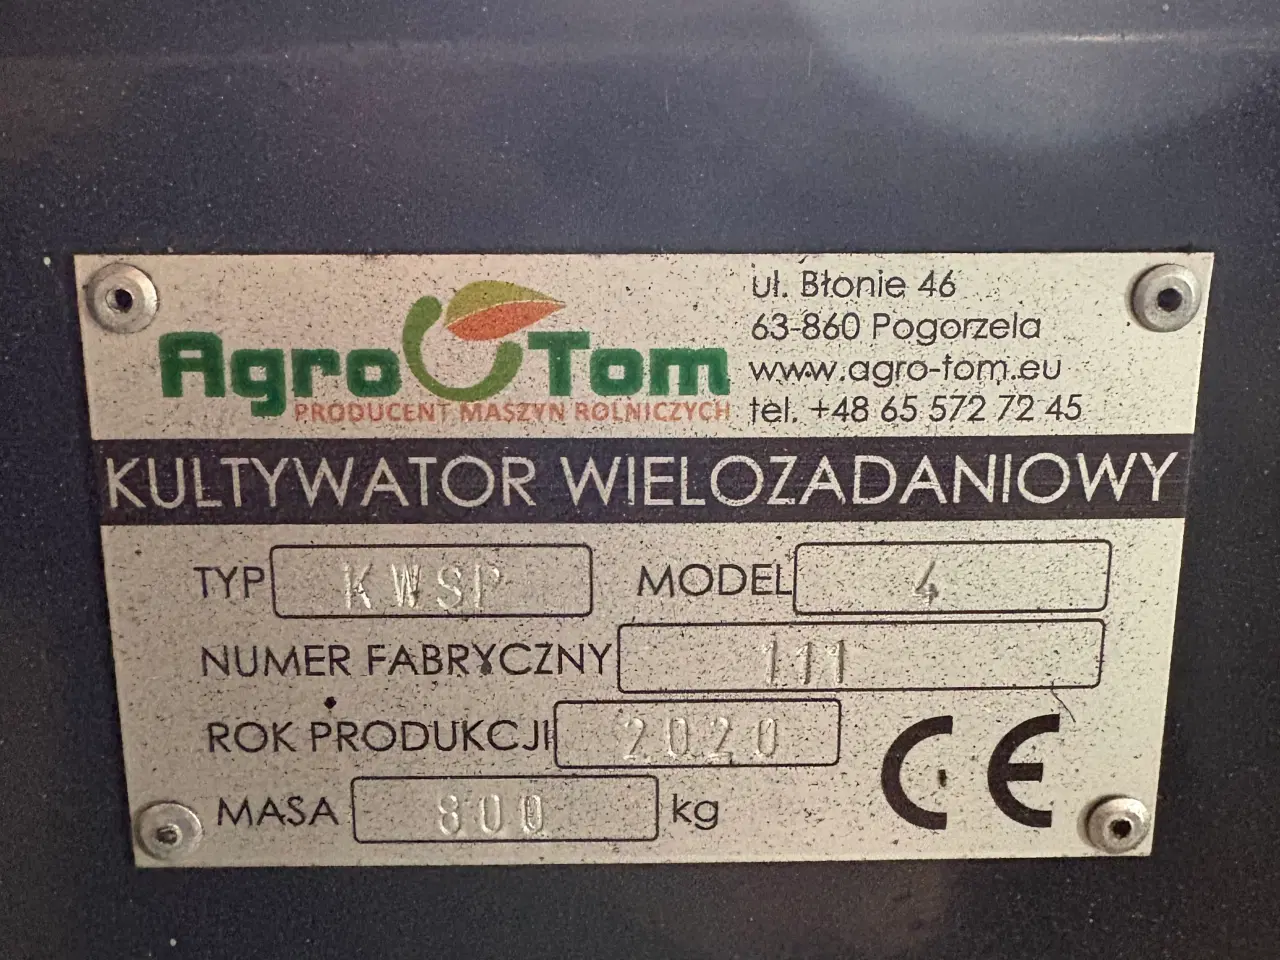 Agro Tom
PRODUCENT MASZYN ROLNICZYCH
ul. Błonie 46
63-860 Pogorzela
www.agro-tom.eu
tel. +48 65 572 72 45
KULTYWATOR WIELOZADANIOWY
TYP KWSP MODEL 4
NUMER FABRYCZNY 111
ROK PRODUKCJI 2020
MASA 800 kg
CE